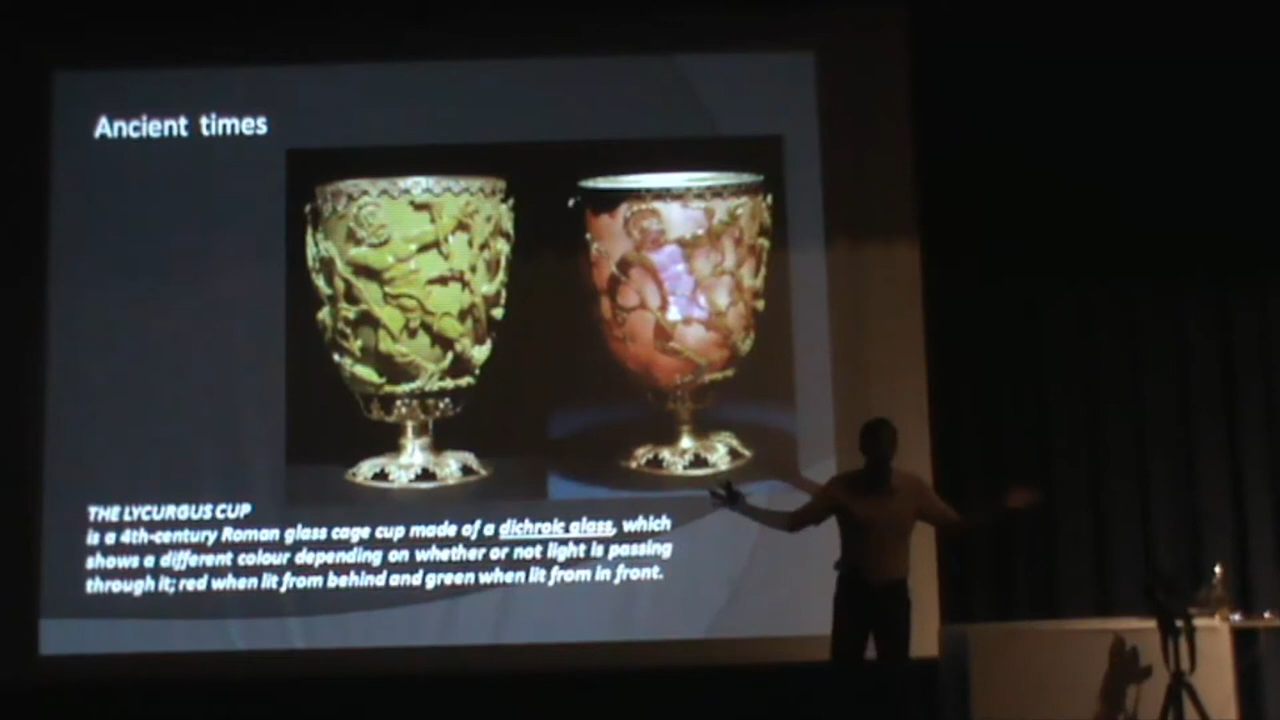 Ancient times
THE LYCURGUS CUP
is a 4th-century Roman glass cage cup made of a dichroic glass, which
shows a different colour depending on whether or not light is passing
through it; red when lit from behind and green when lit from in front.